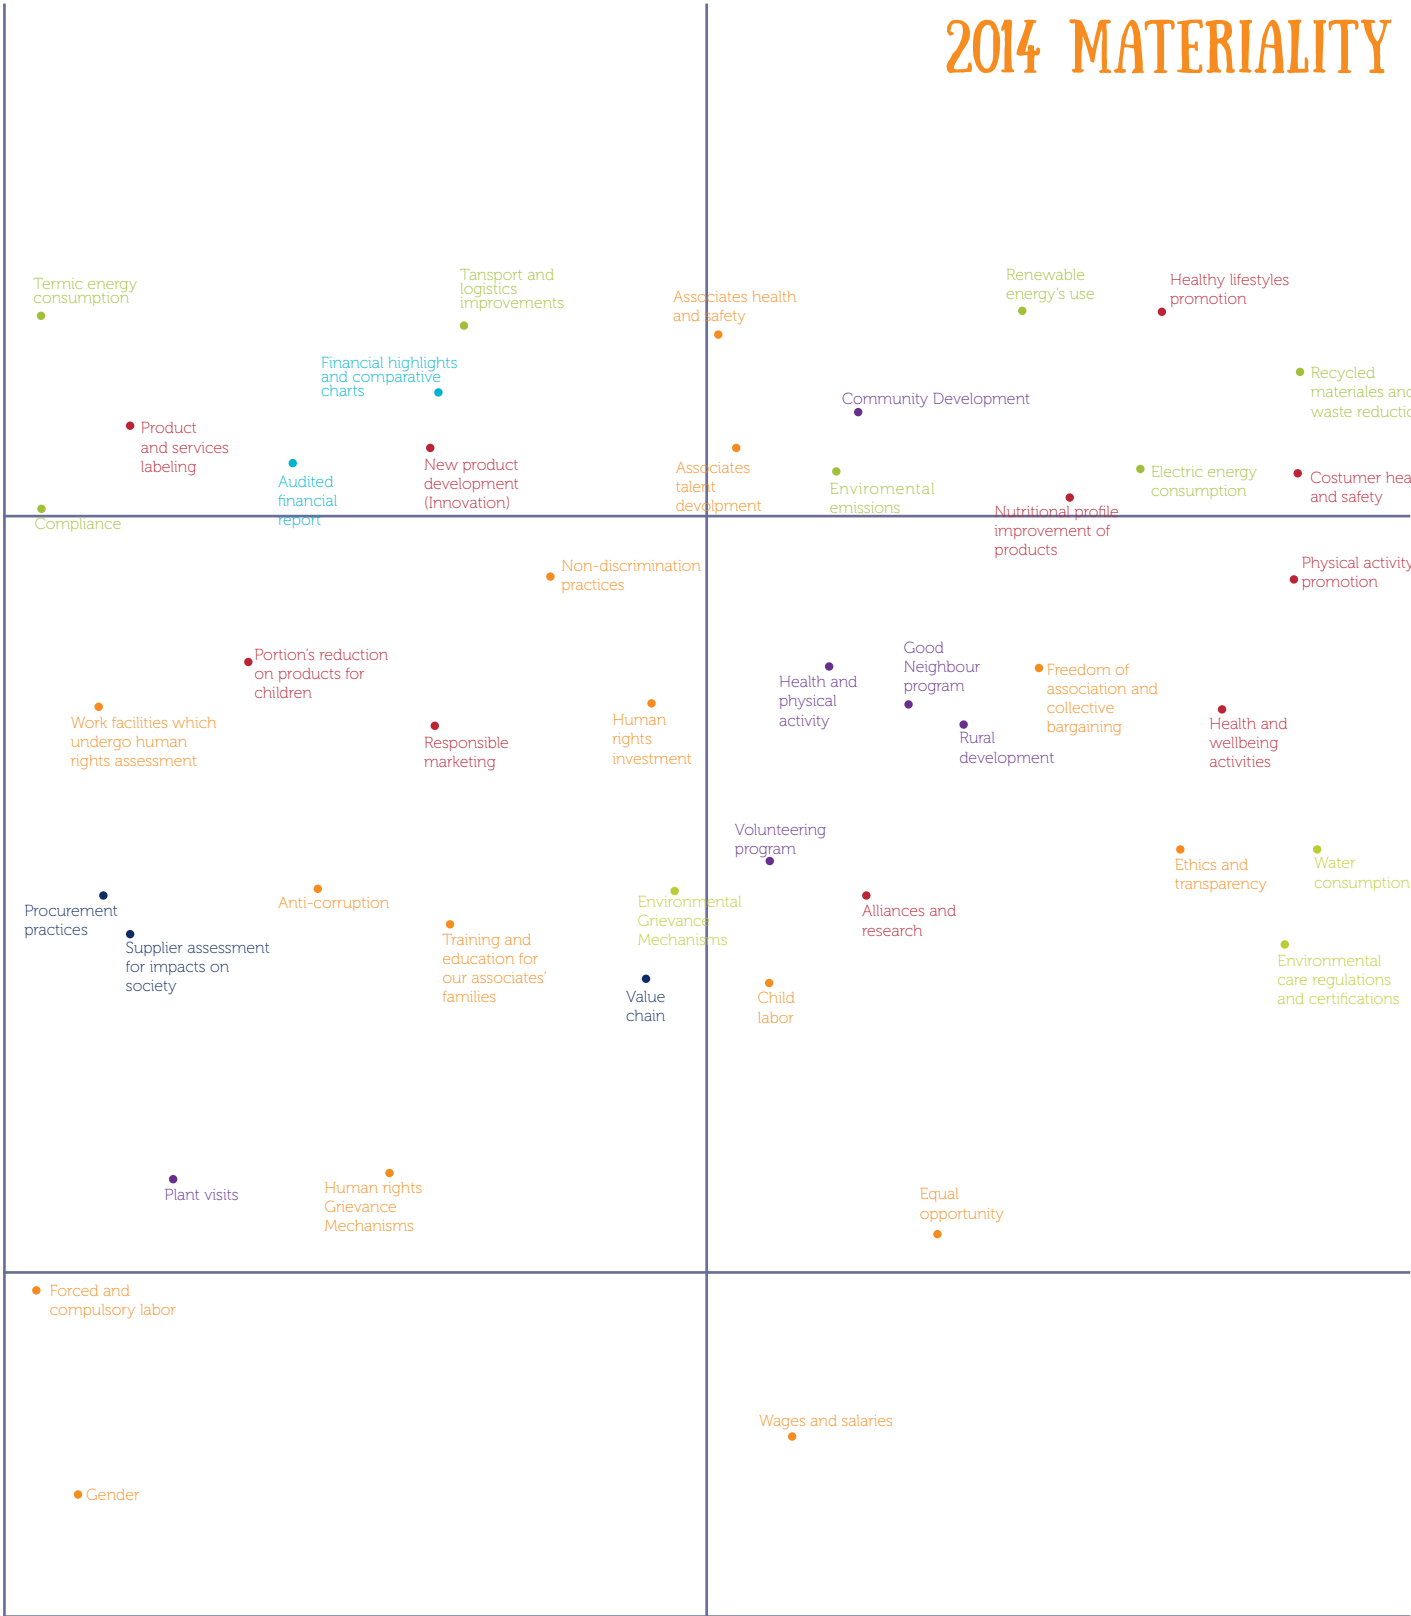 2014 MATERIALITY
Termic energy
consumption
Tansport and
logistics
improvements
Associates health
and safety
Renewable
energy's use
Healthy lifestyles
promotion
Financial highlights
and comparative
charts
Community Development
Recycled
materiales and
waste reductio
Product
and services
labeling
Audited
financial
report
New product
development
(Innovation)
Associates
talent
devolpment
Enviromental
emissions
Electric energy
consumption
Costumer hea
and safety
Compliance
Nutritional profile
improvement of
products
Non-discrimination
practices
Physical activity
promotion
Portion's reduction
on products for
children
Health and
physical
activity
Good
Neighbour
program
Freedom of
association and
collective
bargaining
Work facilities which
undergo human
rights assessment
Responsible
marketing
Human
rights
investment
Rural
development
Health and
wellbeing
activities
Volunteering
program
Ethics and
transparency
Water
consumption
Procurement
practices
Anti-corruption
Environmental
Grievance
Mechanisms
Alliances and
research
Supplier assessment
for impacts on
society
Training and
education for
our associates'
families
Value
chain
Child
labor
Environmental
care regulations
and certifications
Plant visits
Human rights
Grievance
Mechanisms
Equal
opportunity
Forced and
compulsory labor
Wages and salaries
Gender